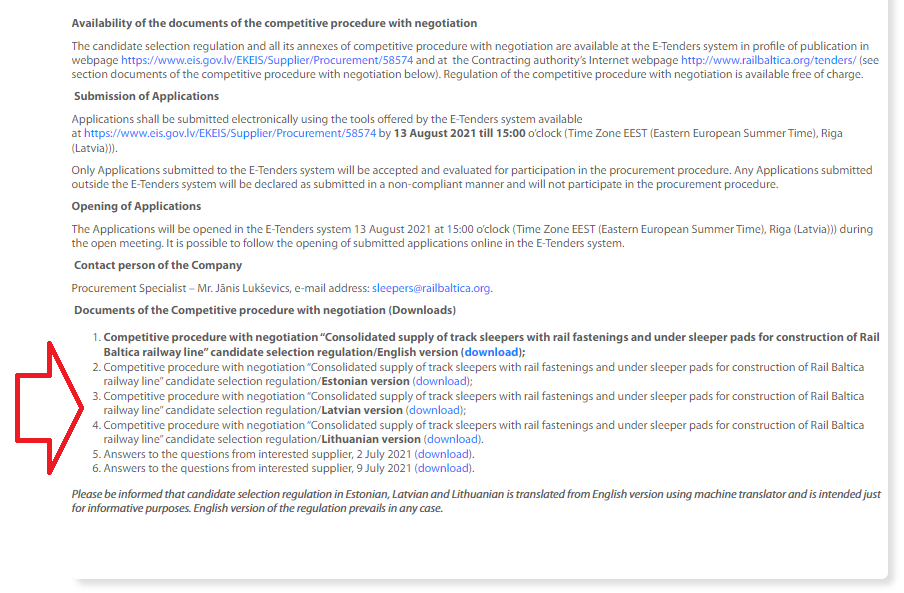 Availability of the documents of the competitive procedure with negotiation
The candidate selection regulation and all its annexes of competitive procedure with negotiation are available at the E-Tenders system in profile of publication in
webpage https://www.eis.gov.lv/EKEIS/Supplier/Procurement/58574 and at  the Contracting authority's Internet webpage http://www.railbaltica.org/tenders/ (see
section documents of the competitive procedure with negotiation below). Regulation of the competitive procedure with negotiation is available free of charge.
Submission of Applications
Applications shall be submitted electronically using the tools offered by the E-Tenders system available
at https://www.eis.gov.lv/EKEIS/Supplier/Procurement/58574 by 13 August 2021 till 15:00 o'clock (Time Zone EEST (Eastern European Summer Time), Riga
(Latvia))).
Only Applications submitted to the E-Tenders system will be accepted and evaluated for participation in the procurement procedure. Any Applications submitted
outside the E-Tenders system will be declared as submitted in a non-compliant manner and will not participate in the procurement procedure.
Opening of Applications
The Applications will be opened in the E-Tenders system 13 August 2021 at 15:00 o'clock (Time Zone EEST (Eastern European Summer Time), Riga (Latvia))) during
the open meeting. It is possible to follow the opening of submitted applications online in the E-Tenders system.
Contact person of the Company
Procurement Specialist – Mr. Jānis Lukševics, e-mail address: sleepers@railbaltica.org.
Documents of the Competitive procedure with negotiation (Downloads)
1. Competitive procedure with negotiation "Consolidated supply of track sleepers with rail fastenings and under sleeper pads for construction of Rail
Baltica railway line" candidate selection regulation/English version (download);
2. Competitive procedure with negotiation "Consolidated supply of track sleepers with rail fastenings and under sleeper pads for construction of Rail Baltica
railway line" candidate selection regulation/Estonian version (download);
3. Competitive procedure with negotiation "Consolidated supply of track sleepers with rail fastenings and under sleeper pads for construction of Rail Baltica
railway line" candidate selection regulation/Latvian version (download);
4. Competitive procedure with negotiation "Consolidated supply of track sleepers with rail fastenings and under sleeper pads for construction of Rail Baltica
railway line" candidate selection regulation/Lithuanian version (download).
5. Answers to the questions from interested supplier, 2 July 2021 (download).
6. Answers to the questions from interested supplier, 9 July 2021 (download).
Please be informed that candidate selection regulation in Estonian, Latvian and Lithuanian is translated from English version using machine translator and is intended just
for informative purposes. English version of the regulation prevails in any case.